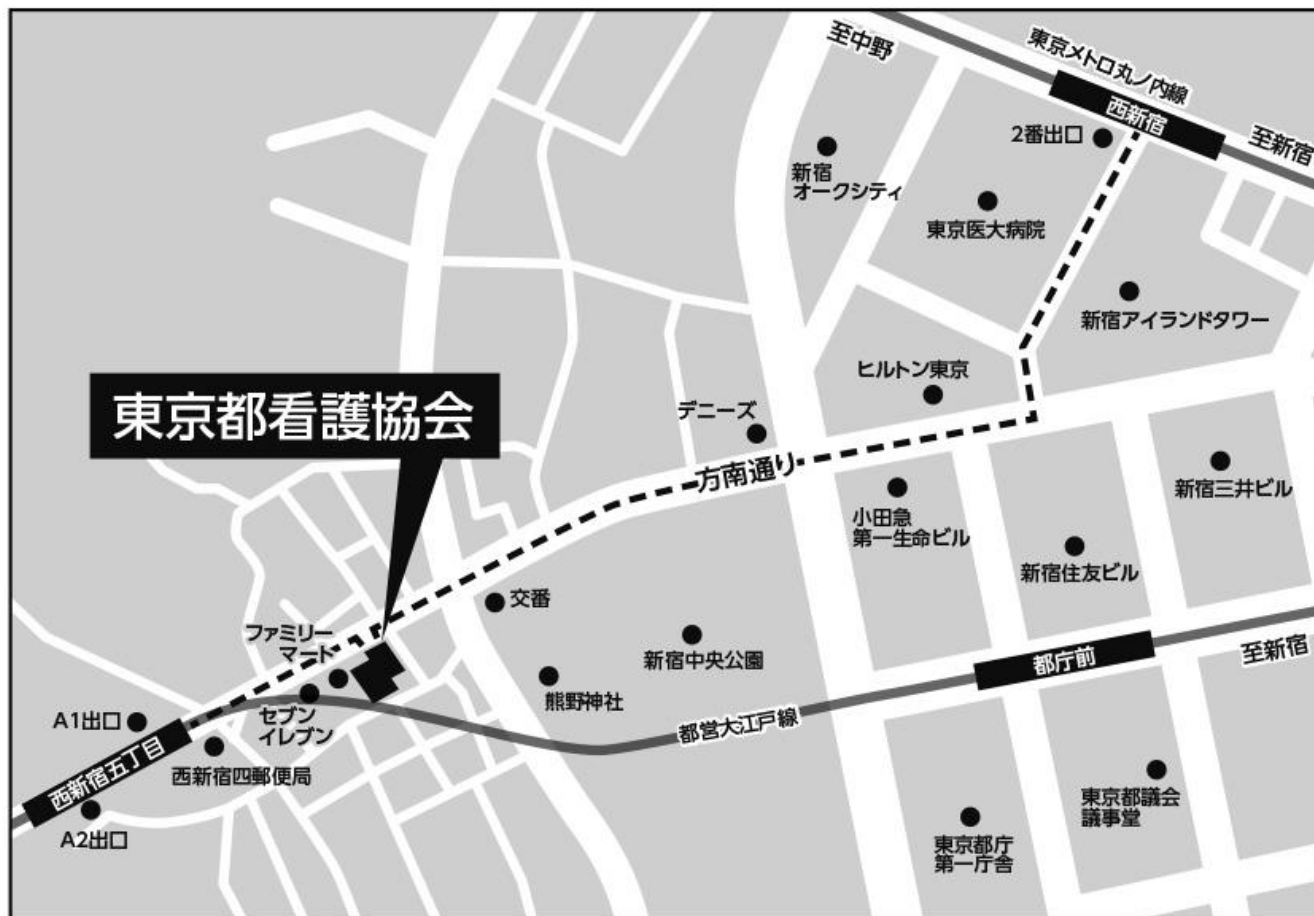 至中野
東京メトロ丸ノ内線
西新宿
至新宿
2番出口
新宿
オークシティ
東京医大病院
新宿アイランドタワー
ヒルトン東京
デニーズ
東京都看護協会
方南通り
新宿三井ビル
小田急
第一生命ビル
新宿住友ビル
交番
ファミリー
マート
新宿中央公園
都庁前
至新宿
熊野神社
セブン
イレブン
都営大江戸線
A1出口
西新宿五丁目
西新宿四郵便局
A2出口
東京都議会
議事堂
東京都庁
第一庁舎